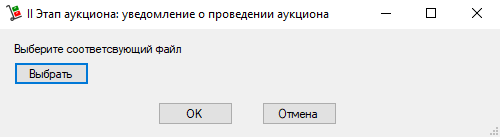 II Этап аукциона: уведомление о проведении аукциона
Выберите соответсвующий файл
Выбрать
OK
Отмена